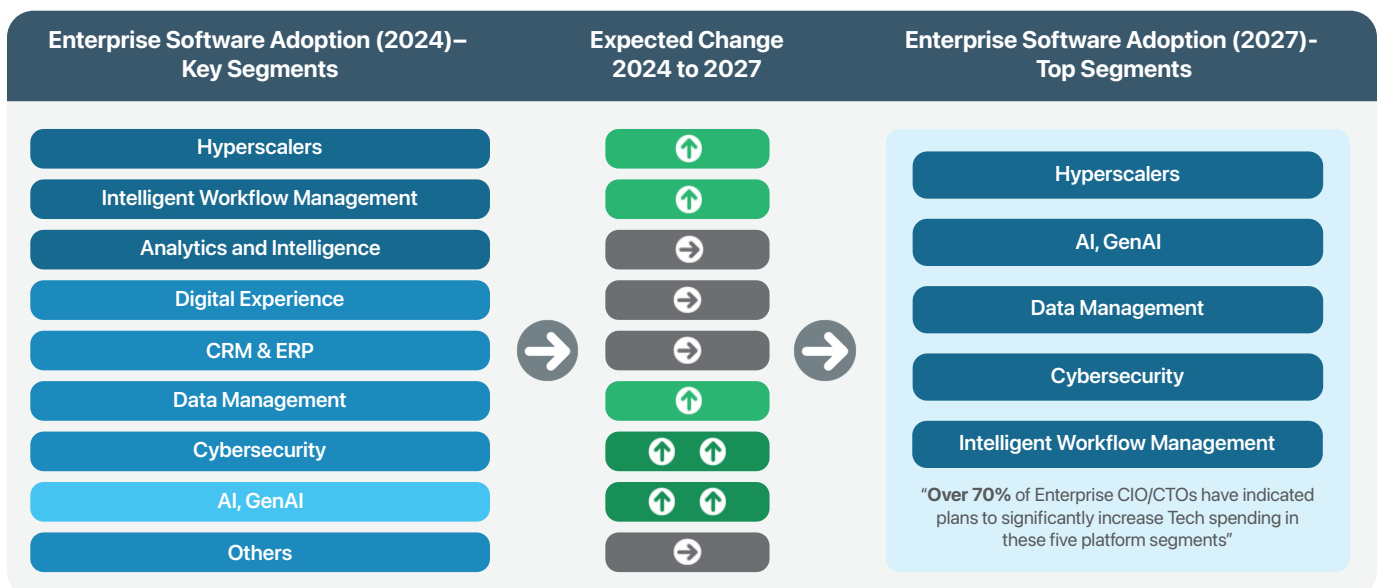 Enterprise Software Adoption (2024)–
Key Segments
Expected Change
2024 to 2027
Enterprise Software Adoption (2027)-
Top Segments
Hyperscalers
Intelligent Workflow Management
Analytics and Intelligence
Digital Experience
CRM & ERP
Data Management
Cybersecurity
AI, GenAI
Others
Hyperscalers
AI, GenAI
Data Management
Cybersecurity
Intelligent Workflow Management
“Over 70% of Enterprise CIO/CTOs have indicated
plans to significantly increase Tech spending in
these five platform segments”